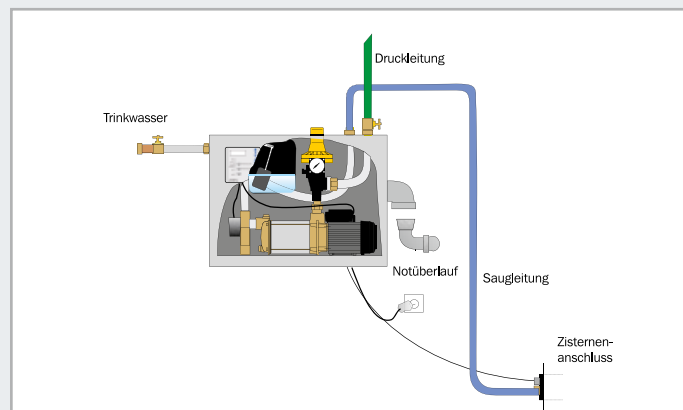 Druckleitung
Trinkwasser
Notüberlauf
Saugleitung
Zisternen-
anschluss